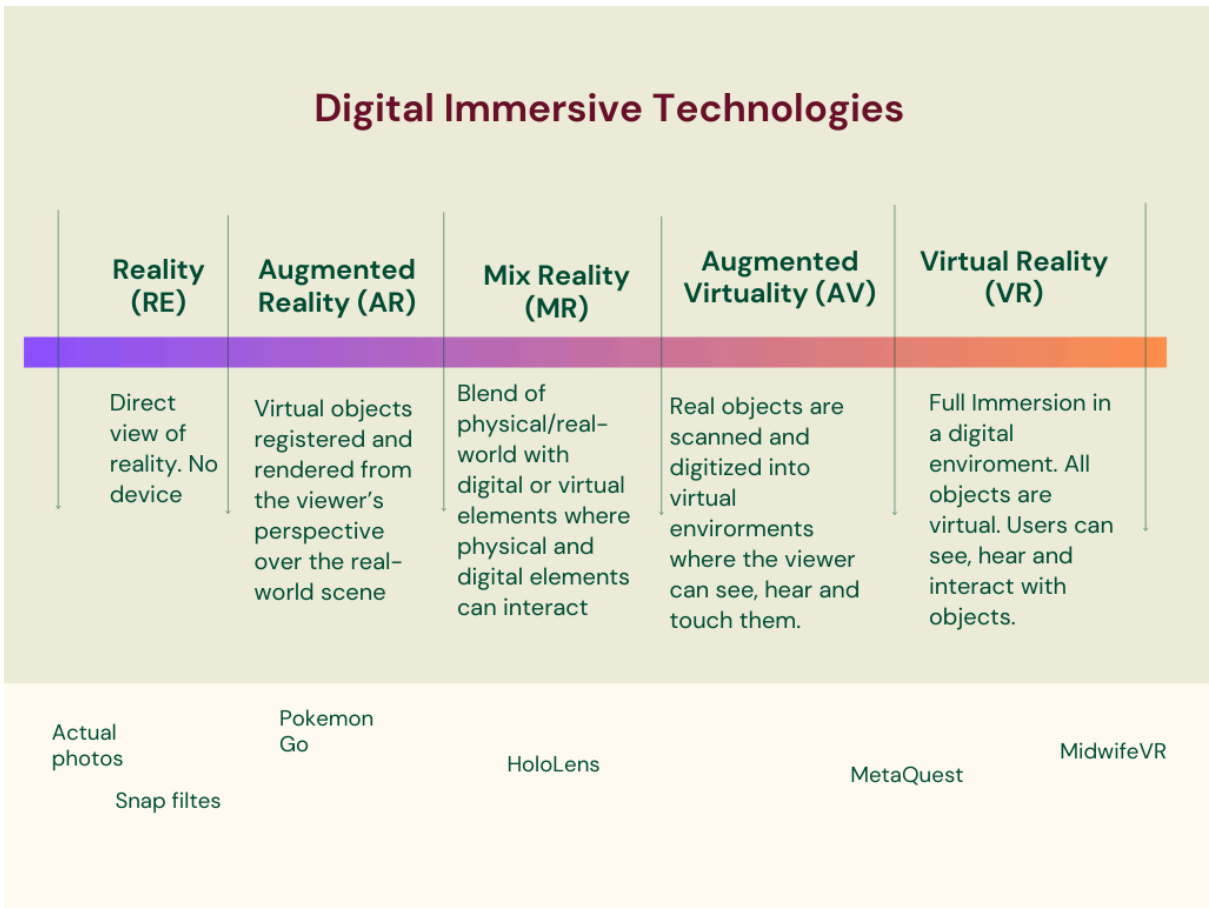 Digital Immersive Technologies
Reality
(RE)
Augmented
Reality (AR)
Mix Reality
(MR)
Augmented
Virtuality (AV)
Virtual Reality
(VR)
Direct
view of
reality. No
device
Virtual objects
registered and
rendered from
the viewer’s
perspective
over the real-
world scene
Blend of
physical/real-
world with
digital or virtual
elements where
physical and
digital elements
can interact
Real objects are
scanned and
digitized into
virtual
envirorments
where the viewer
can see, hear and
touch them.
Full Immersion in
a digital
enviroment. All
objects are
virtual. Users can
see, hear and
interact with
objects.
Actual
photos
Snap filtes
Pokemon
Go
HoloLens
MetaQuest
MidwifeVR